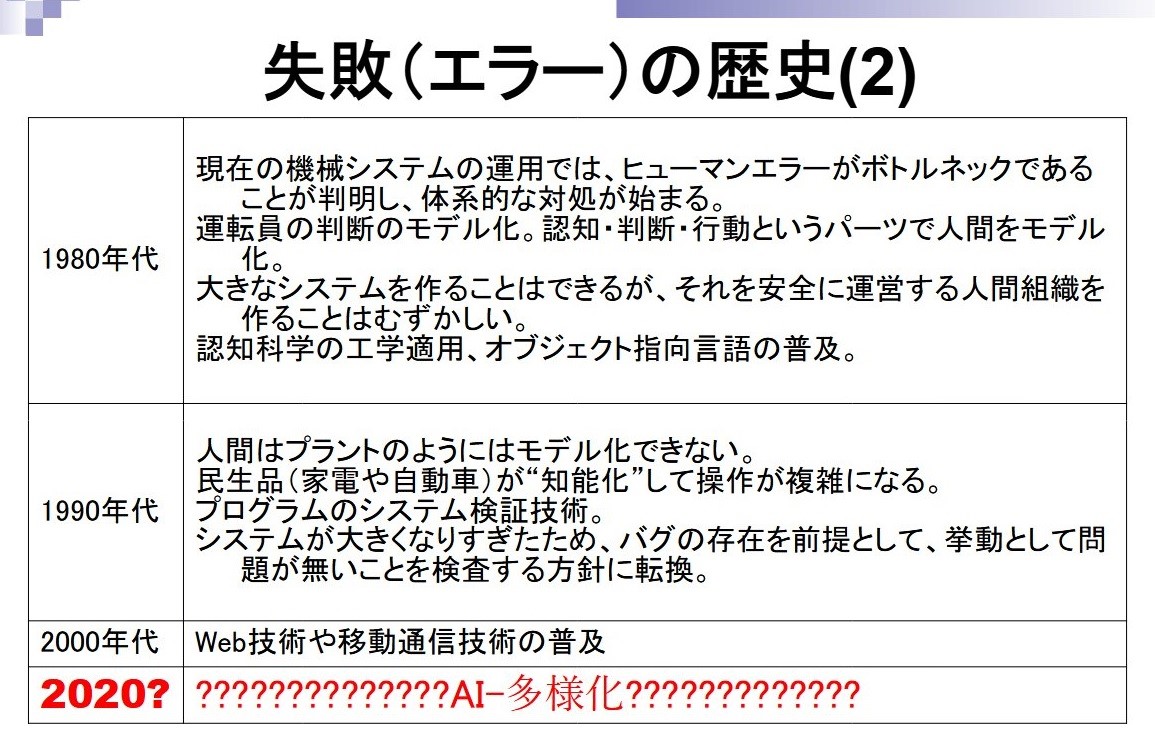 失敗（エラー）の歴史(2)
1980年代
現在の機械システムの運用では、ヒューマンエラーがボトルネックである
ことが判明し、体系的な対処が始まる。
運転員の判断のモデル化。認知・判断・行動というパーツで人間をモデル
化。
大きなシステムを作ることはできるが、それを安全に運営する人間組織を
作ることはむずかしい。
認知科学の工学適用、オブジェクト指向言語の普及。
1990年代
人間はプラントのようにはモデル化できない。
民生品（家電や自動車）が“知能化”して操作が複雑になる。
プログラムのシステム検証技術。
システムが大きくなりすぎたため、バグの存在を前提として、挙動として問
題が無いことを検査する方針に転換。
2000年代
Web技術や移動通信技術の普及
2020?
??????????????AI−多様化?????????????